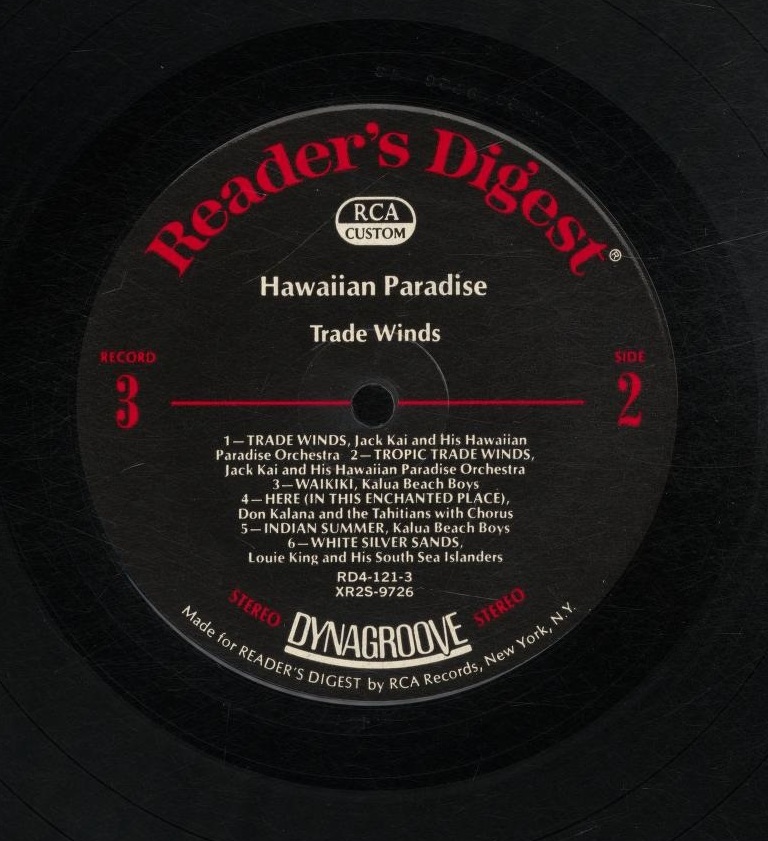 Reader's Digest®
RCA
CUSTOM
Hawaiian Paradise
Trade Winds
RECORD
3
SIDE
2
1—TRADE WINDS, Jack Kai and His Hawaiian
Paradise Orchestra 2—TROPIC TRADE WINDS,
Jack Kai and His Hawaiian Paradise Orchestra
3—WAIKIKI, Kalua Beach Boys
4—HERE (IN THIS ENCHANTED PLACE),
Don Kalana and the Tahitians with Chorus
5—INDIAN SUMMER, Kalua Beach Boys
6—WHITE SILVER SANDS,
Louie King and His South Sea Islanders
RD4-121-3
XR2S-9726
STEREO DYNAGROOVE STEREO
Made for READER'S DIGEST by RCA Records, New York, N.Y.